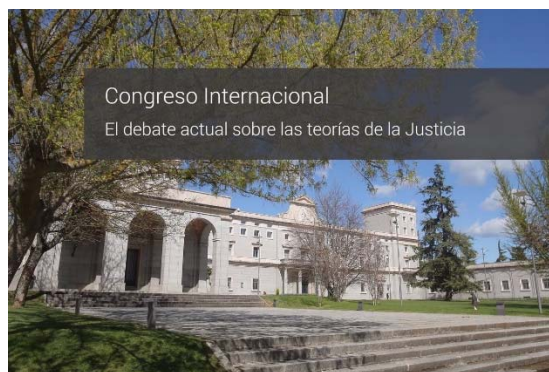 Congreso Internacional
El debate actual sobre las teorías de la Justicia